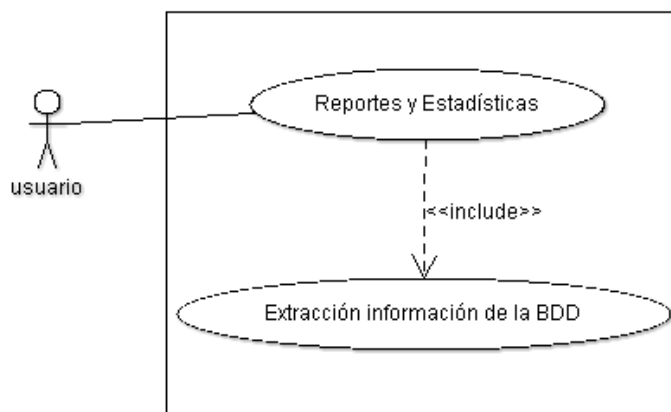 Reportes y Estadísticas
usuario
<<include>>
Extracción información de la BDD